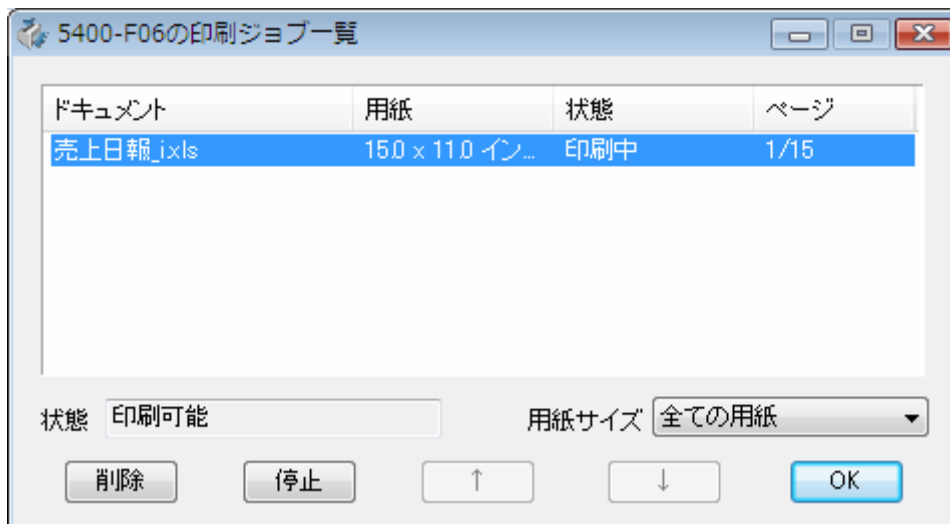 5400-F06の印刷ジョブ一覧
ドキュメント 用紙 状態 ページ
売上日報_ixls 15.0 x 11.0 イン... 印刷中 1/15
状態 印刷可能 用紙サイズ 全ての用紙
削除 停止 ↑ ↓ OK